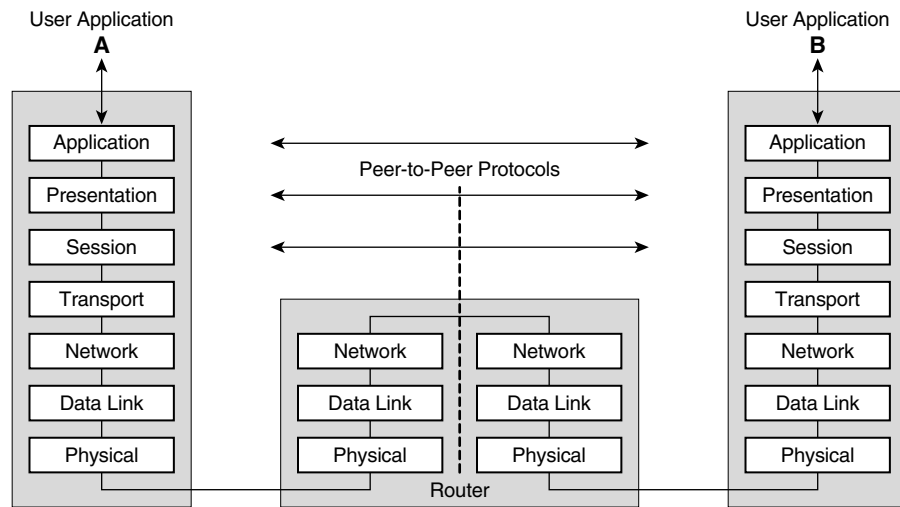 User Application
A
User Application
B
Application
Presentation
Session
Transport
Network
Data Link
Physical
Peer-to-Peer Protocols
Network
Data Link
Physical
Network
Data Link
Physical
Router
Application
Presentation
Session
Transport
Network
Data Link
Physical